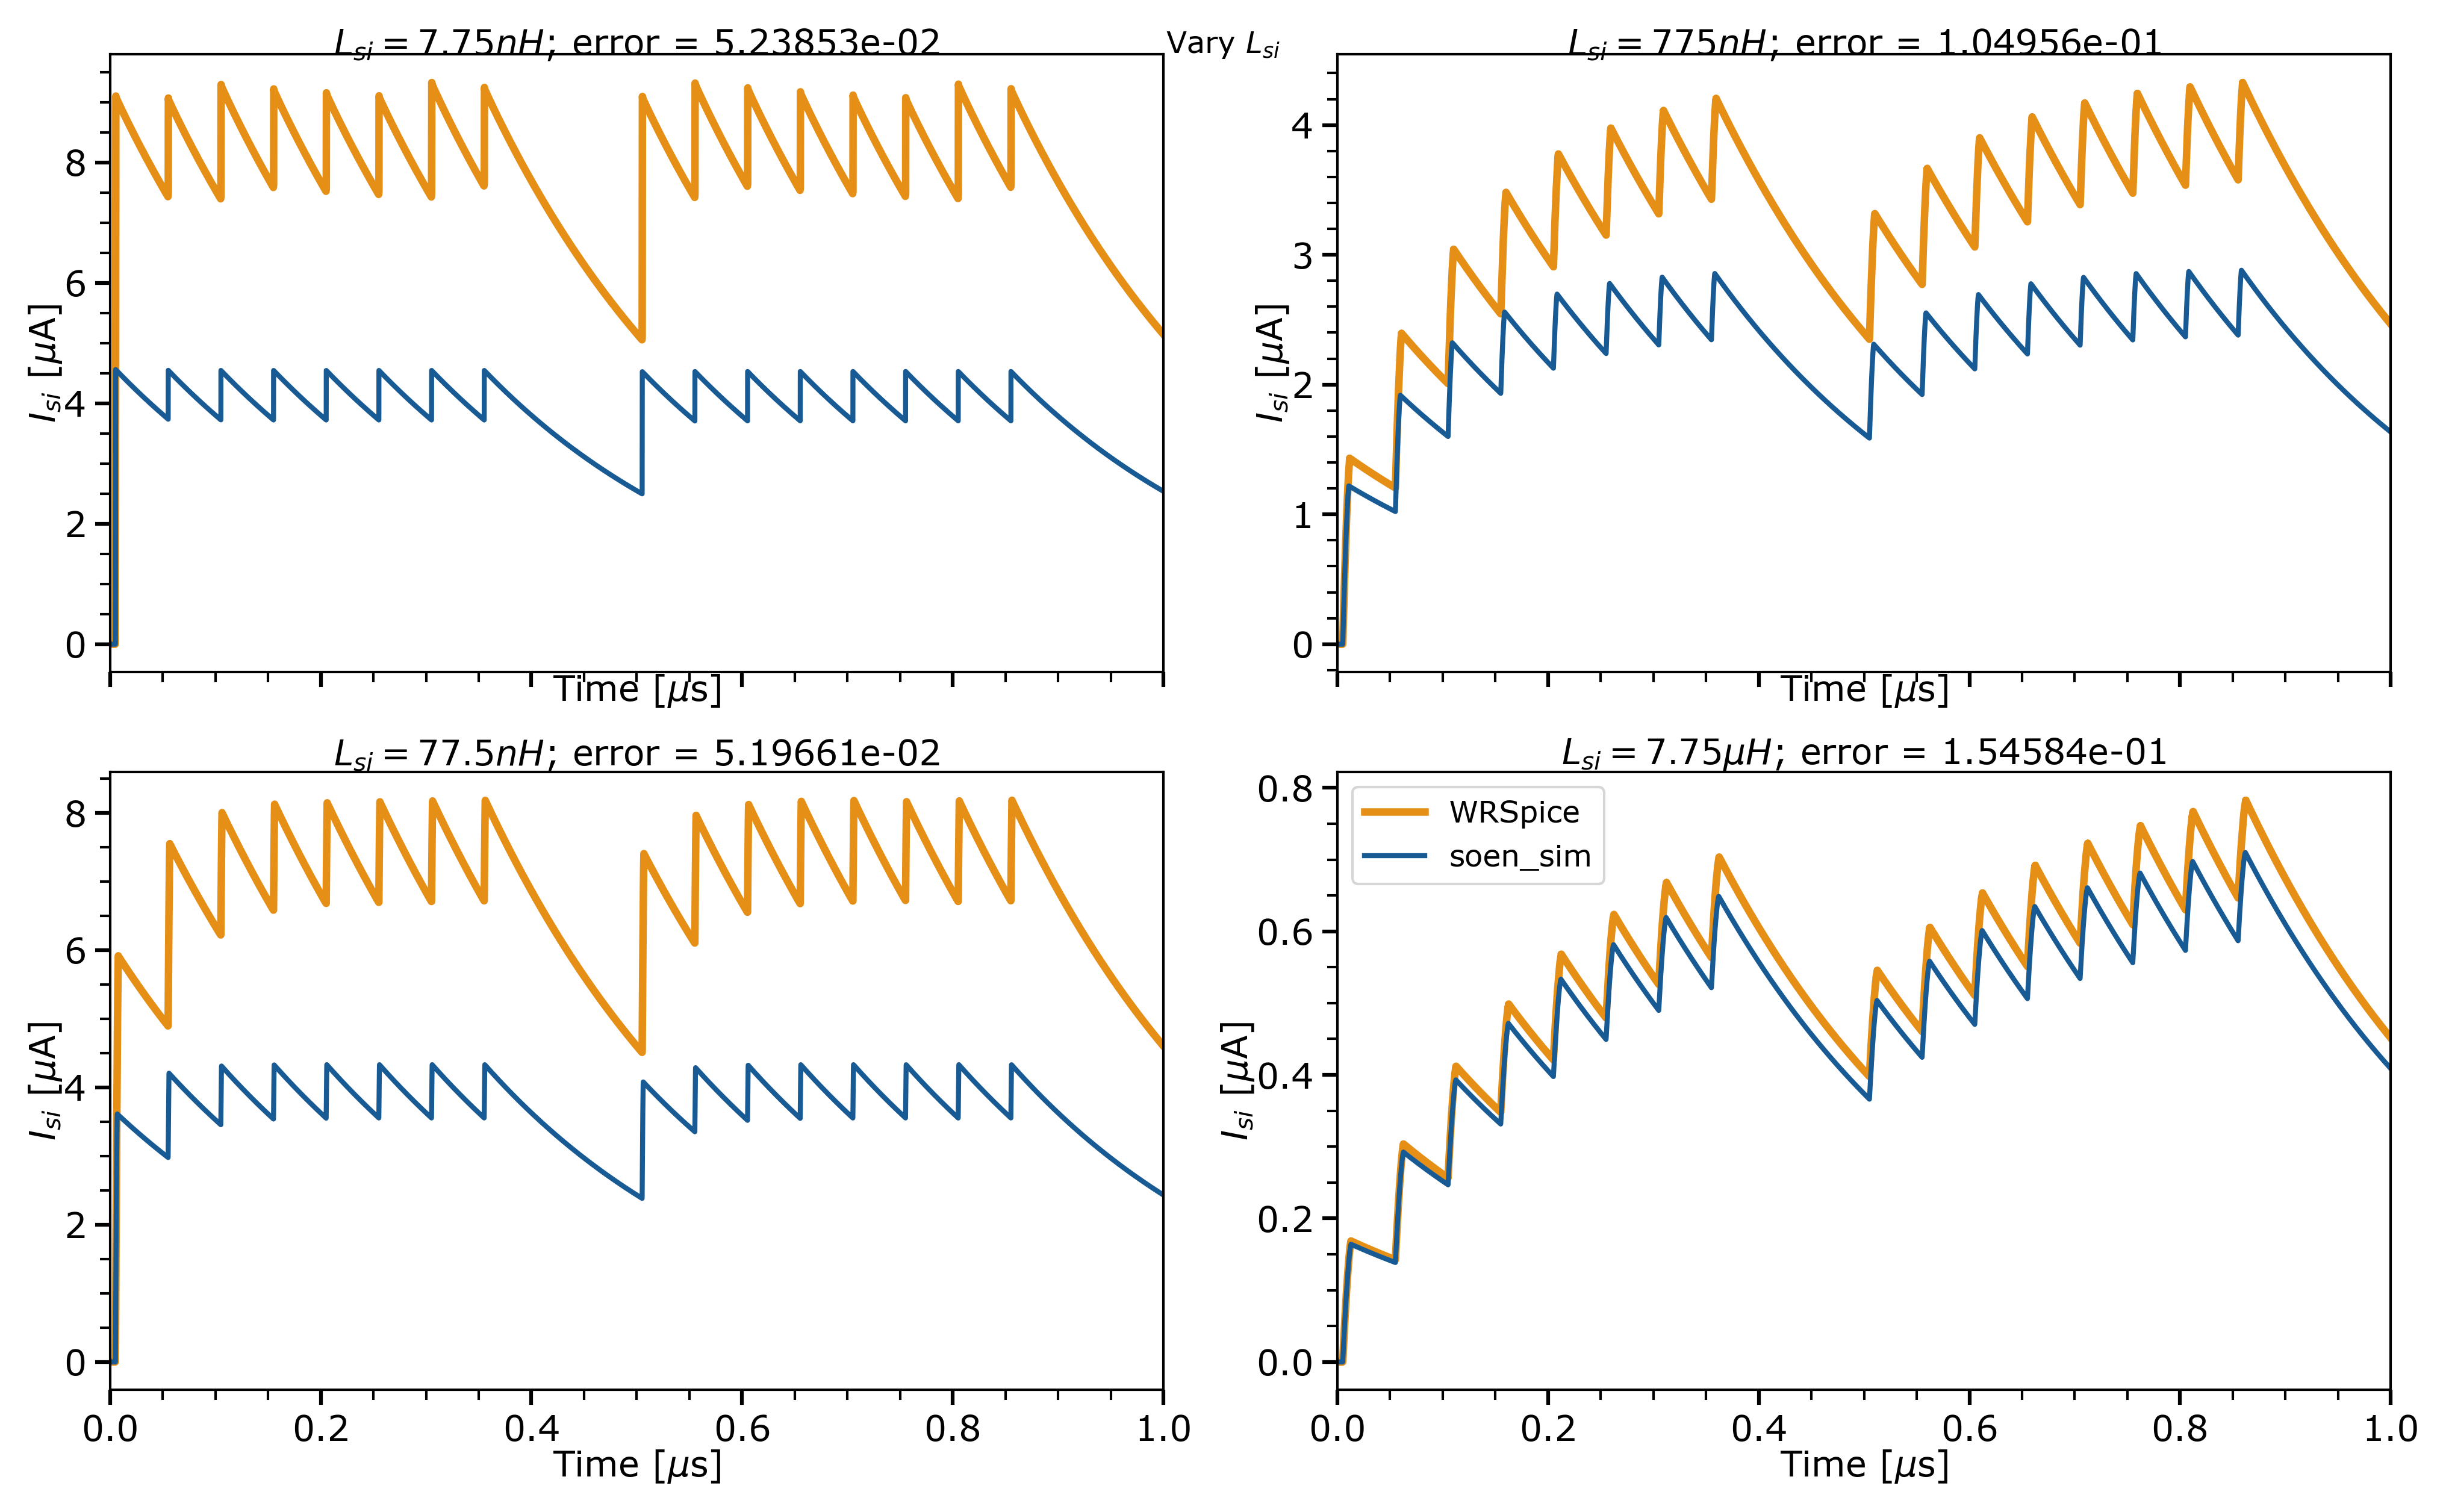 Vary L_si
L_si = 7.75nH; error = 5.23853e-02
I_si [μA]
8
6
4
2
0
Time [μs]
L_si = 775nH; error = 1.04956e-01
I_si [μA]
4
3
2
1
0
Time [μs]
L_si = 77.5nH; error = 5.19661e-02
I_si [μA]
8
6
4
2
0
0.0 0.2 0.4 0.6 0.8 1.0
Time [μs]
L_si = 7.75μH; error = 1.54584e-01
WRSpice
soen_sim
I_si [μA]
0.8
0.6
0.4
0.2
0.0
0.0 0.2 0.4 0.6 0.8 1.0
Time [μs]